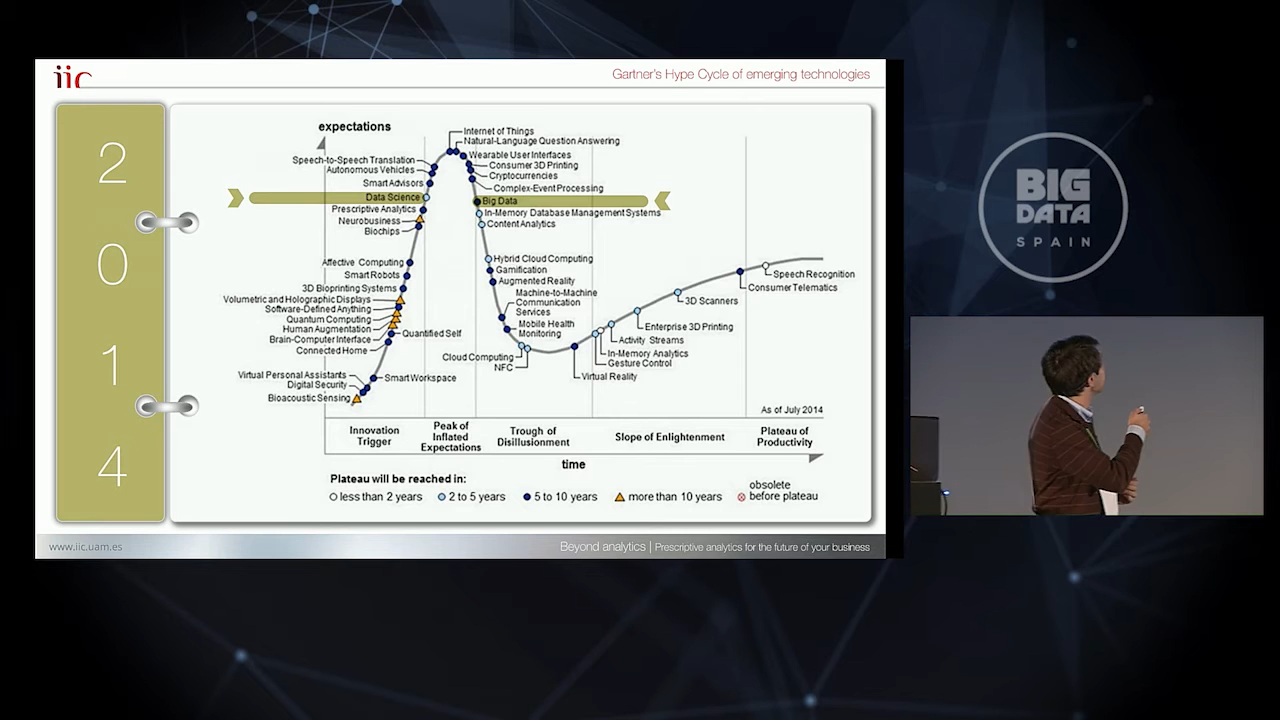 iic
Gartner's Hype Cycle of emerging technologies
2
0
1
4
expectations
Internet of Things
Natural-Language Question Answering
Wearable User Interfaces
Consumer 3D Printing
Cryptocurrencies
Complex-Event Processing
Speech-to-Speech Translation
Autonomous Vehicles
Smart Advisors
Data Science
Prescriptive Analytics
Neurobusiness
Biochips
Big Data
In-Memory Database Management Systems
Content Analytics
Affective Computing
Smart Robots
3D Bioprinting Systems
Volumetric and Holographic Displays
Software-Defined Anything
Quantum Computing
Human Augmentation
Brain-Computer Interface
Connected Home
Quantified Self
Hybrid Cloud Computing
Gamification
Augmented Reality
Machine-to-Machine
Communication
Services
Mobile Health
Monitoring
Cloud Computing
NFC
Virtual Personal Assistants
Digital Security
Bioacoustic Sensing
Smart Workspace
Speech Recognition
Consumer Telematics
3D Scanners
Enterprise 3D Printing
Activity Streams
In-Memory Analytics
Gesture Control
Virtual Reality
As of July 2014
Innovation
Trigger
Peak of
Inflated
Expectations
Trough of
Disillusionment
Slope of Enlightenment
Plateau of
Productivity
time
Plateau will be reached in:
less than 2 years
2 to 5 years
5 to 10 years
more than 10 years
obsolete
before plateau
www.iic.uam.es
Beyond analytics | Prescriptive analytics for the future of your business
BIG
DATA
SPAIN